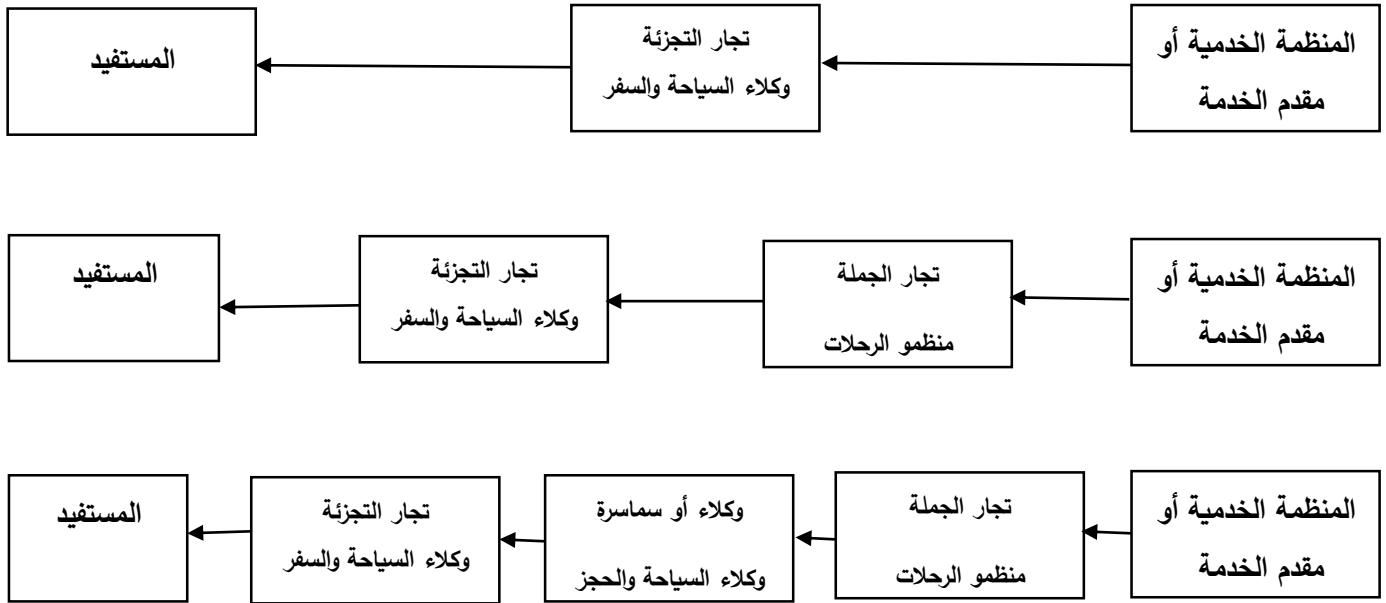 المنظمة الخدمية أو
مقدم الخدمة
تجار التجزئة
وكلاء السياحة والسفر
المستفيد
المنظمة الخدمية أو
مقدم الخدمة
تجار الجملة
منظمو الرحلات
تجار التجزئة
وكلاء السياحة والسفر
المستفيد
المنظمة الخدمية أو
مقدم الخدمة
تجار الجملة
منظمو الرحلات
وكلاء أو سماسرة
وكلاء السياحة والحجز
تجار التجزئة
وكلاء السياحة والسفر
المستفيد